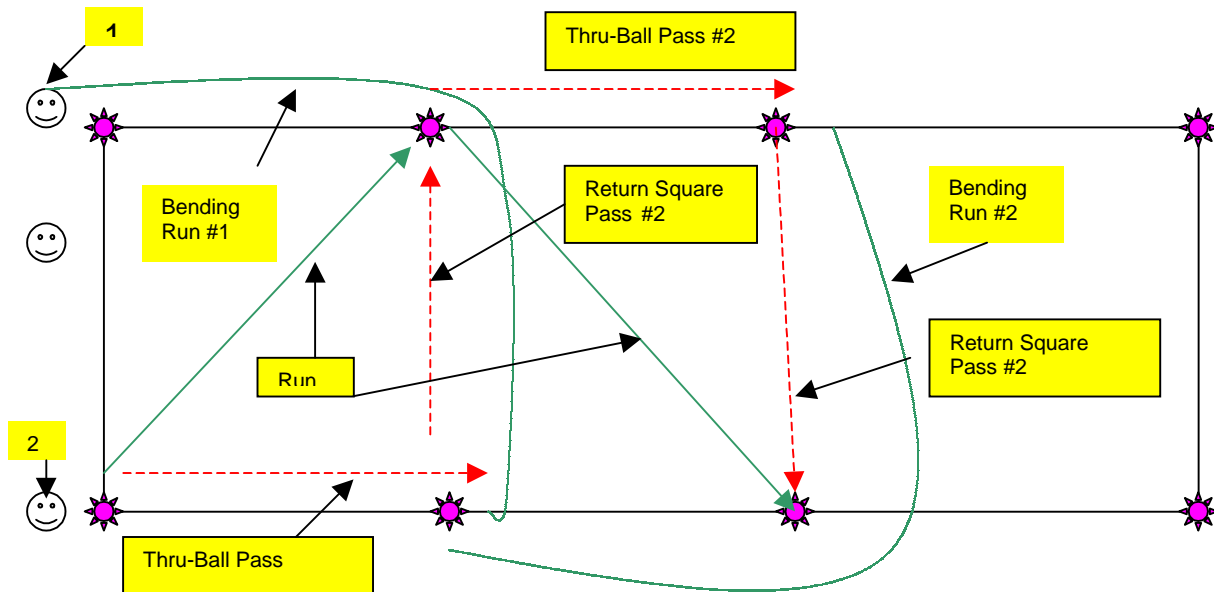 1
Thru-Ball Pass #2
Bending
Run #1
Return Square
Pass #2
Bending
Run #2
Return Square
Pass #2
Run
2
Thru-Ball Pass